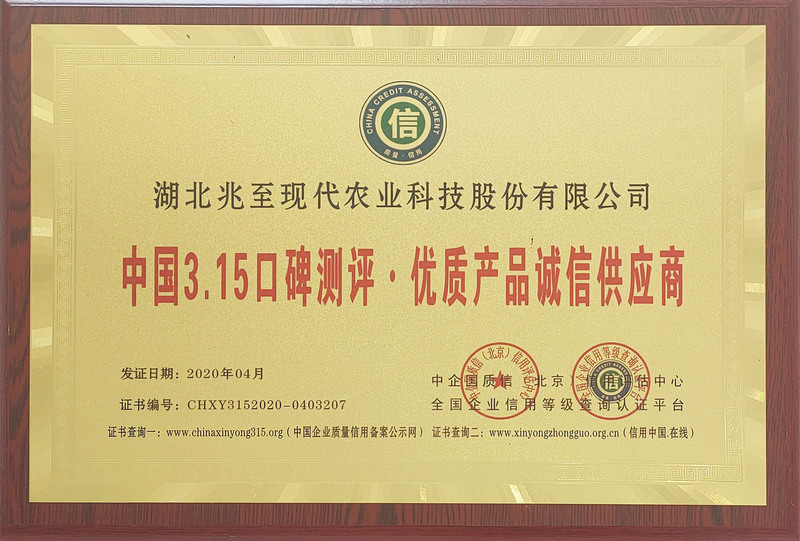 CHINA CREDIT ASSESSMENT
信
质量·信用
湖北兆至现代农业科技股份有限公司
中国3.15口碑测评·优质产品诚信供应商
发证日期：2020年04月
中企国质信（北京）信用评估中心
证书编号：CHXY3152020-0403207
全国企业信用等级查询认证平台
证书查询一：www.chinaxinyong315.org（中国企业质量信用备案公示网）
证书查询二：www.xinyongzhongguo.org.cn（信用中国.在线）